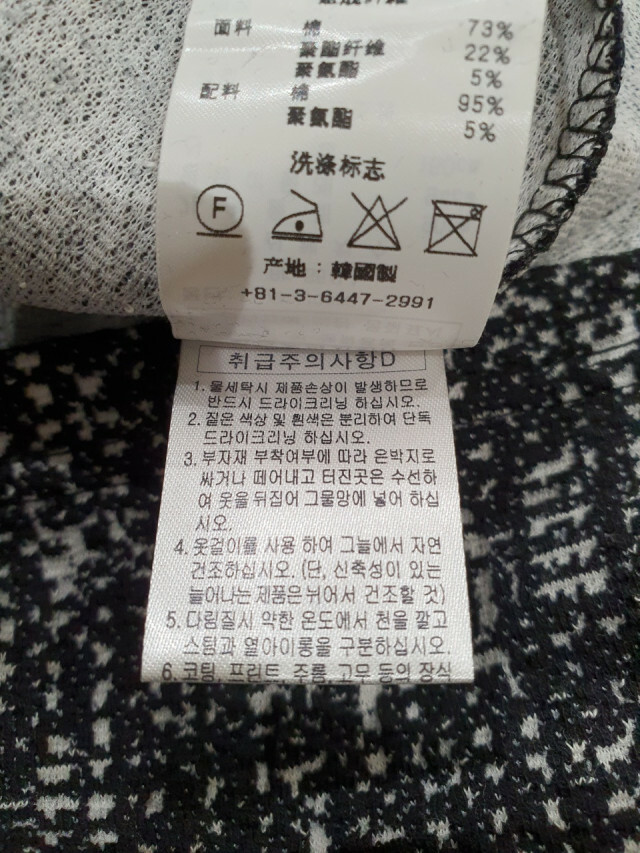 面料 棉 73%
聚酯纤维 22%
聚氨酯 5%
配料 棉 95%
聚氨酯 5%
洗涤标志
F
产地：韓國製
+81-3-6447-2991
취급주의사항D
1. 물세탁시 제품손상이 발생하므로
반드시 드라이크리닝 하십시오.
2. 짙은 색상 및 흰색은 분리하여 단독
드라이크리닝 하십시오.
3. 부자재 부착여부에 따라 은박지로
싸거나 떼어내고 터진곳은 수선하
여 옷을 뒤집어 그물망에 넣어 하십
시오.
4. 옷걸이를 사용 하여 그늘에서 자연
건조하십시오. (단, 신축성이 있는
늘어나는 제품은 뉘어서 건조할 것)
5. 다림질시 약한 온도에서 천을 깔고
스팀과 열아이롱을 구분하십시오.
6. 코팅, 프린트, 주름, 고무 등의 장식